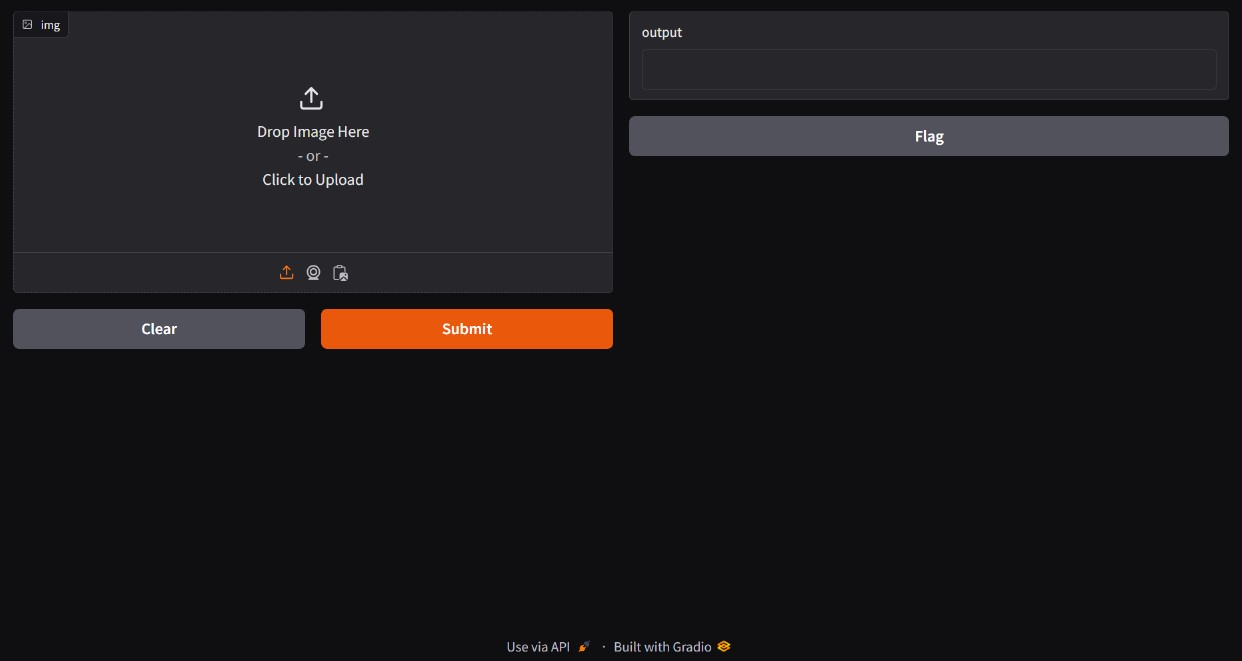 img
Drop Image Here
- or -
Click to Upload
Clear
Submit
output
Flag
Use via API · Built with Gradio